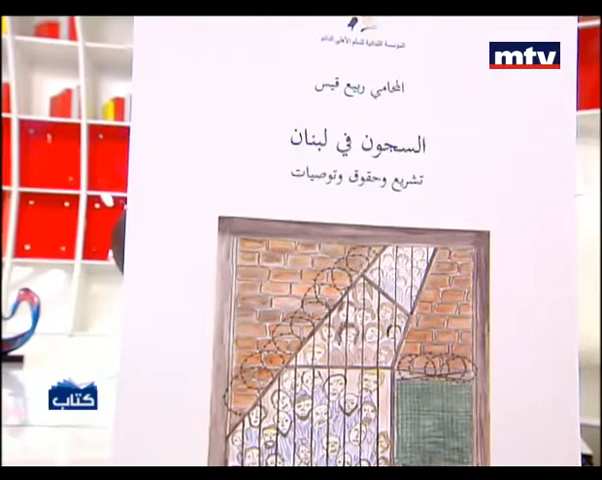 المؤسسة اللبنانية للسلم الأهلي الدائم
mtv
المحامي ربيع قيس
السجون في لبنان
تشريع وحقوق وتوصيات
كتاب